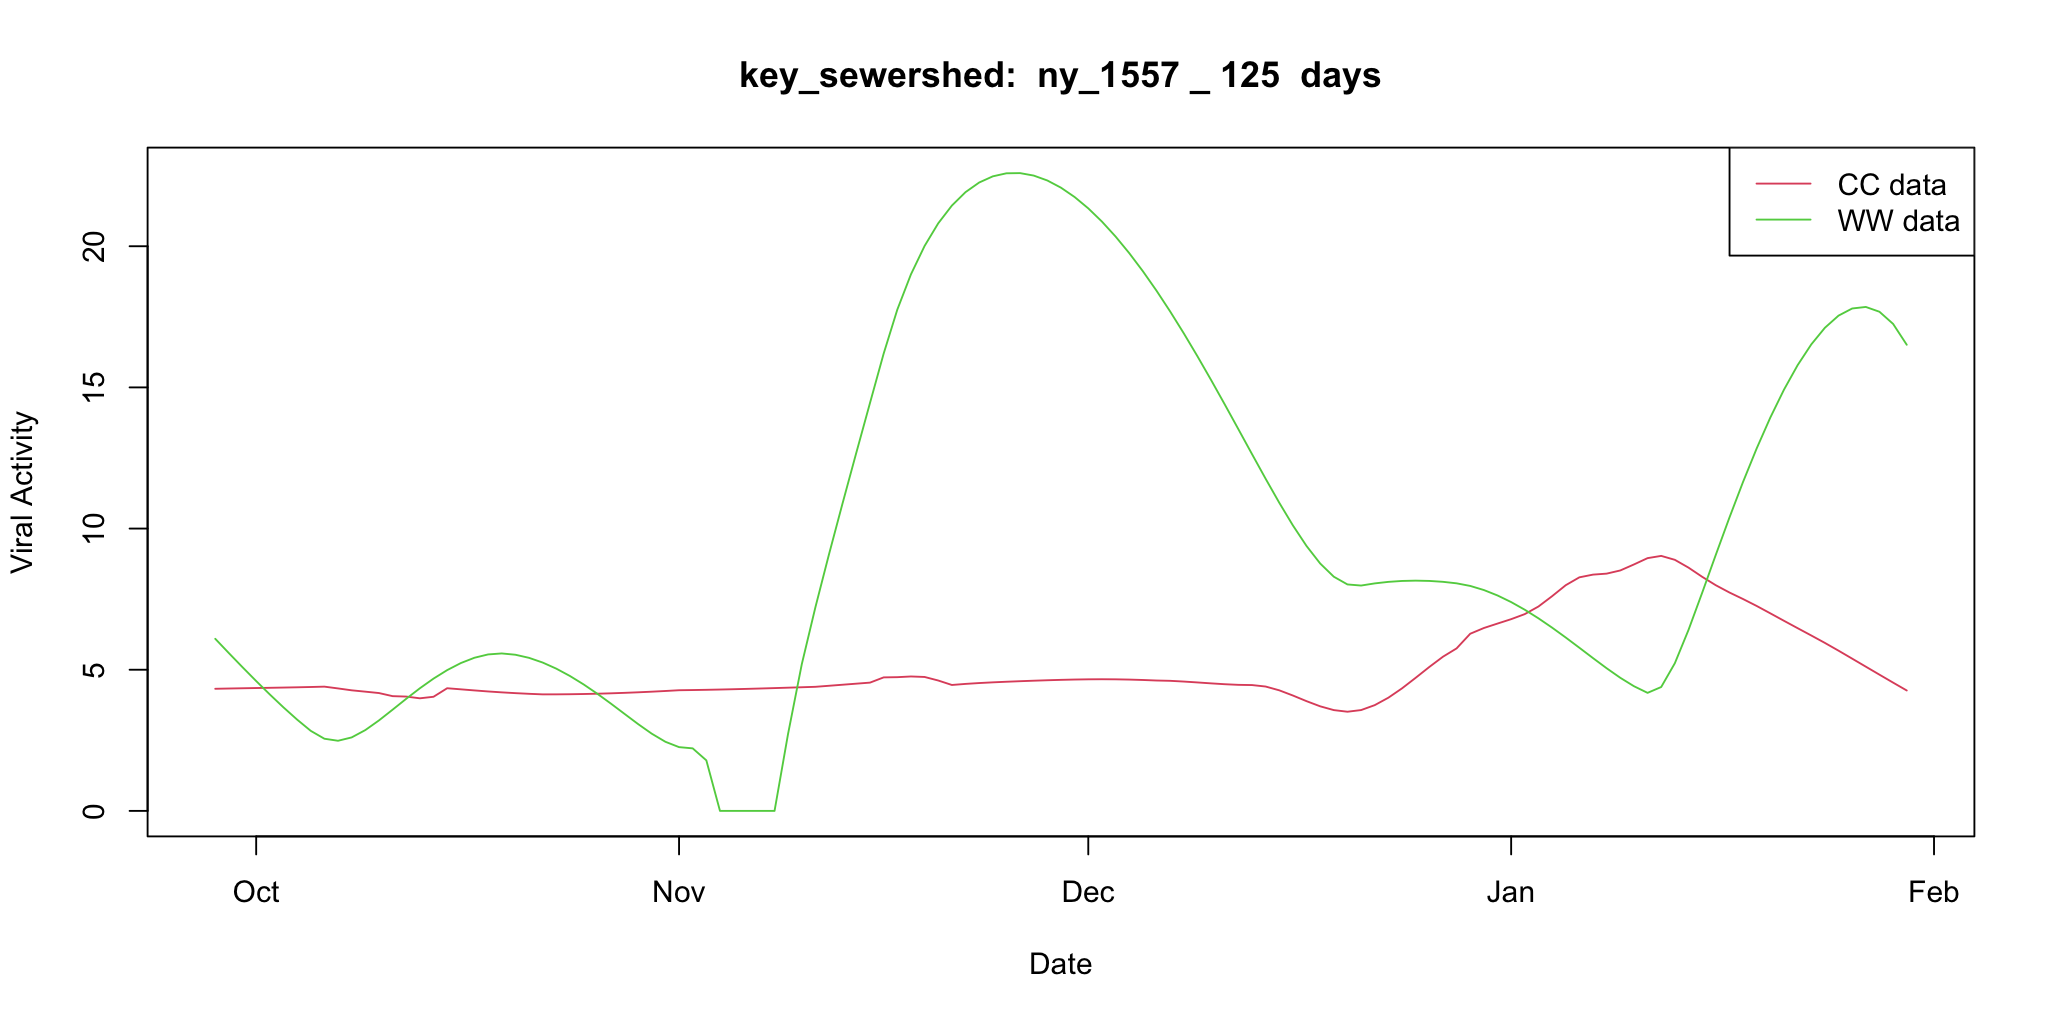 key_sewershed:  ny_1557 _ 125  days
CC data
WW data
Viral Activity
20
15
10
5
0
Oct
Nov
Dec
Jan
Feb
Date